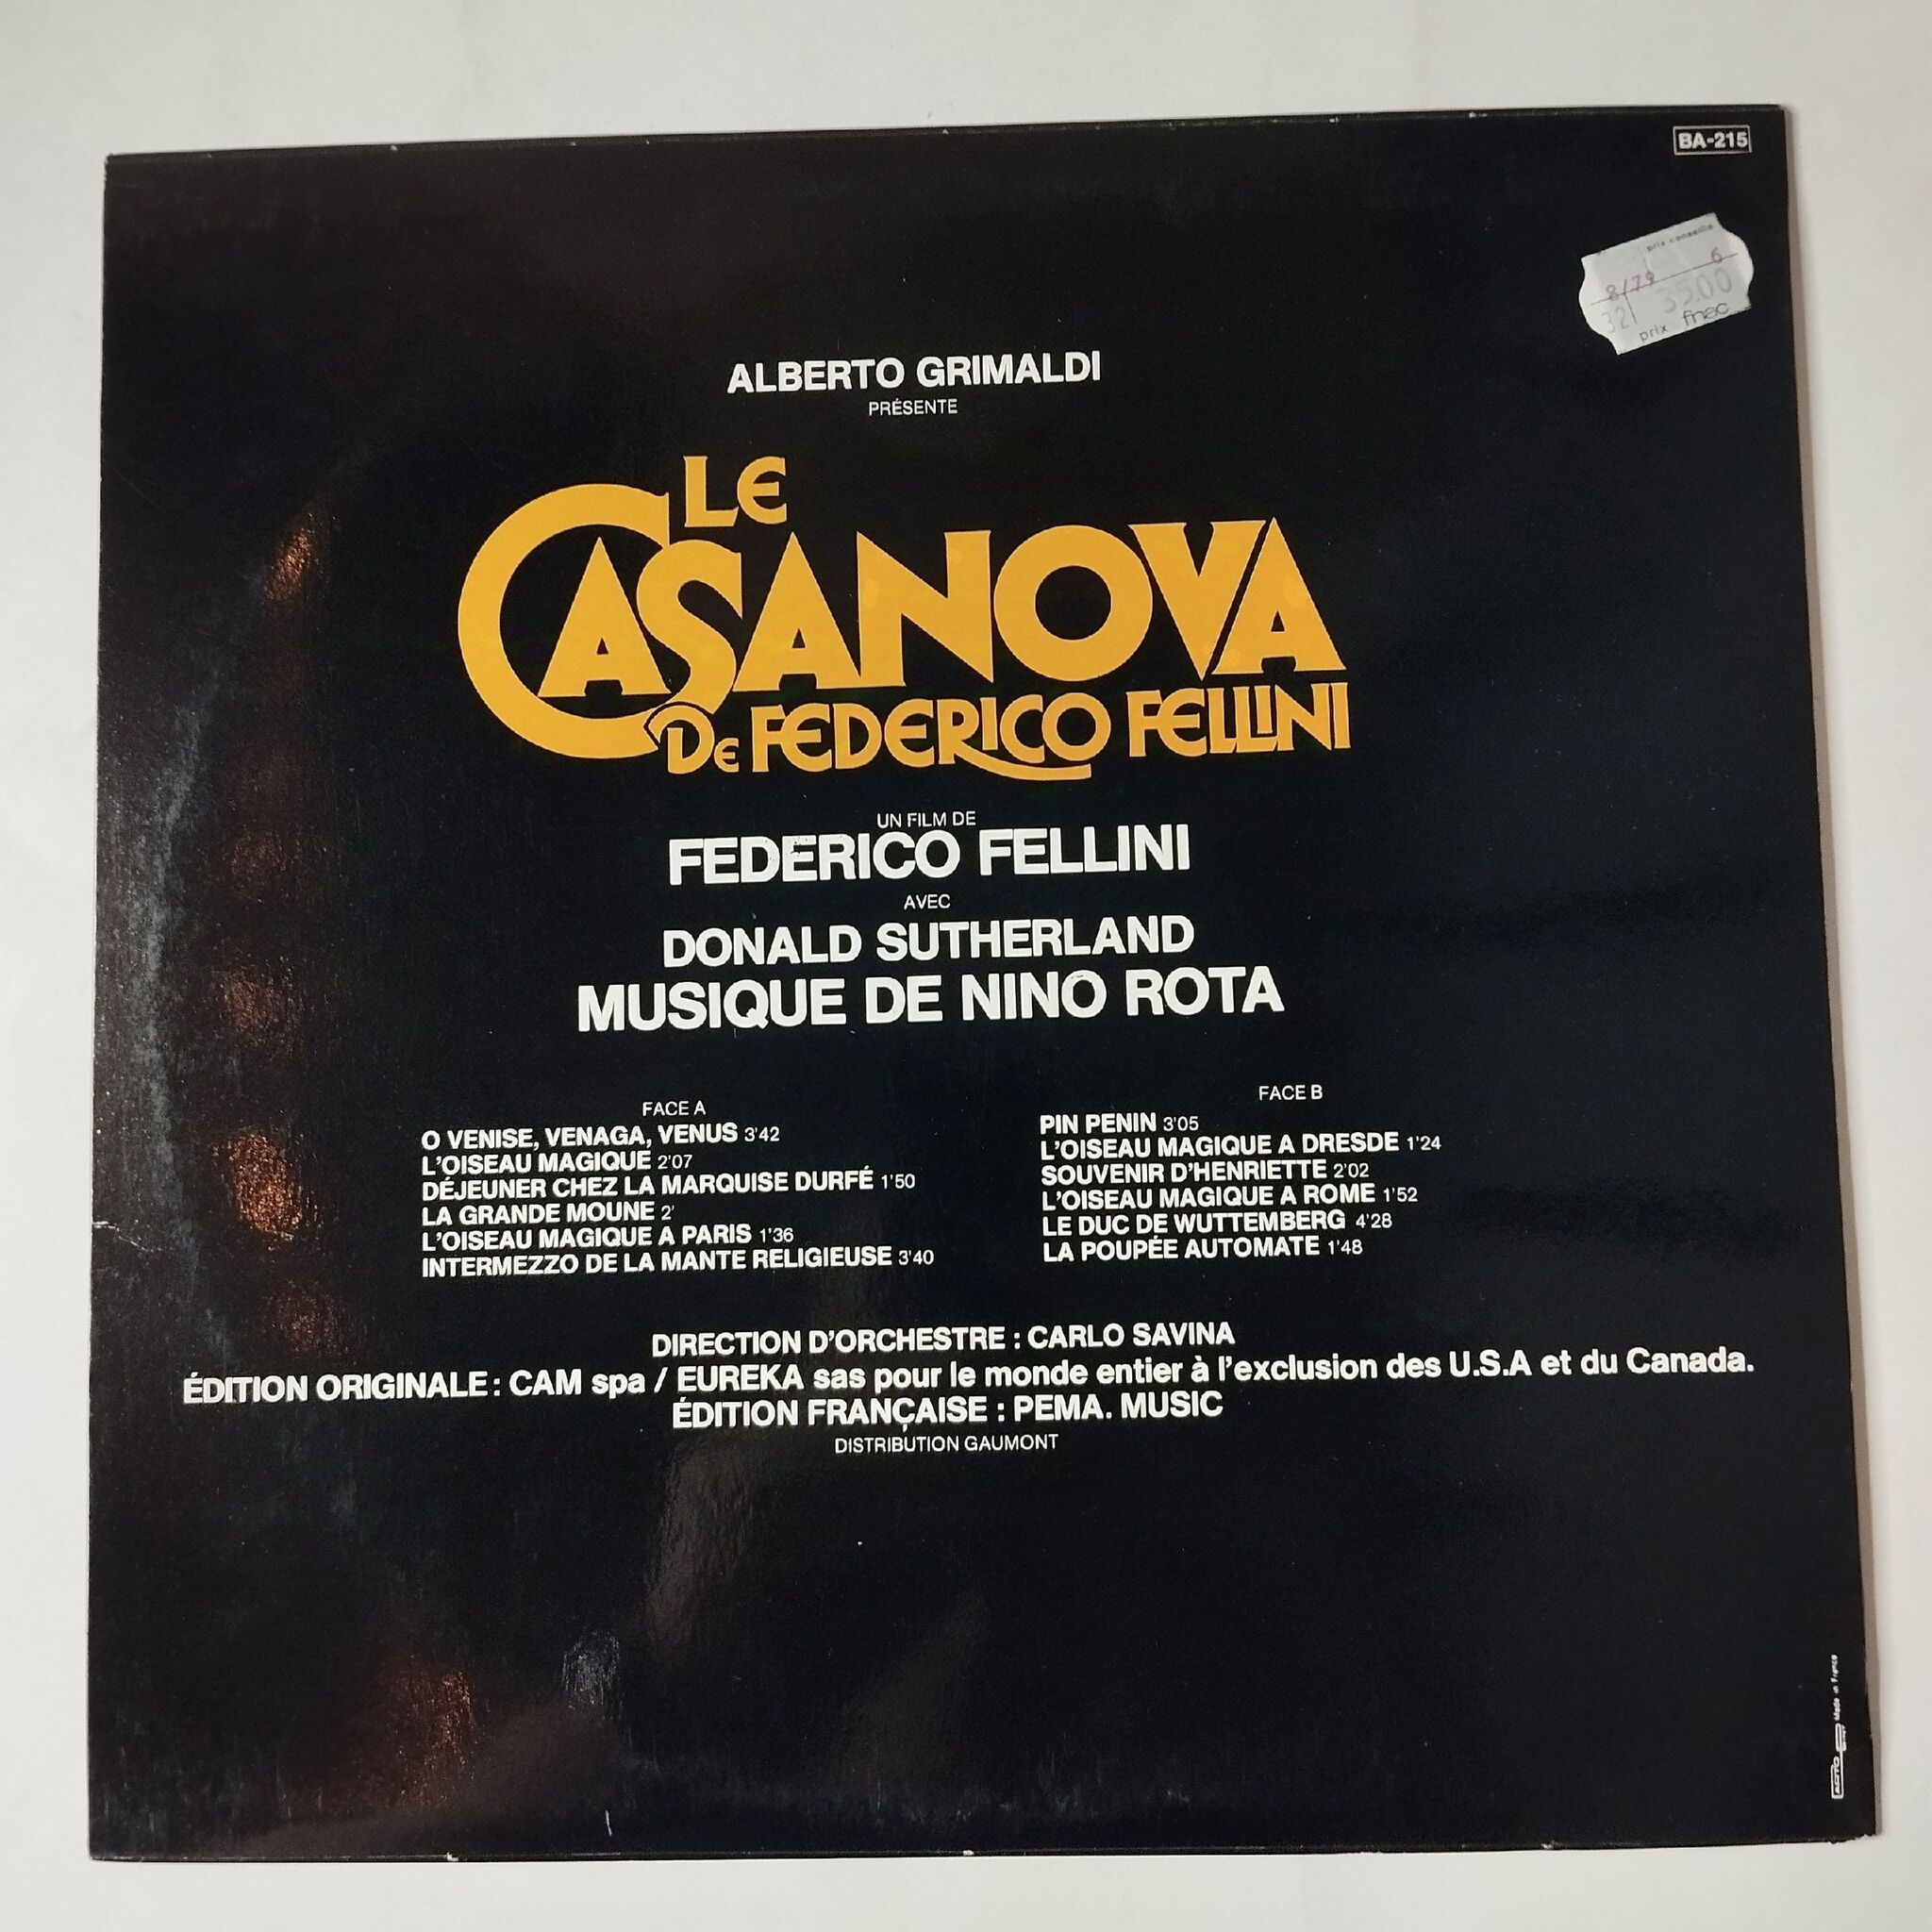 BA-215
prix conseillé
8/79 6
32 35.00
prix fnac
ALBERTO GRIMALDI
PRÉSENTE
LE
CASANOVA
DE FEDERICO FELLINI
UN FILM DE
FEDERICO FELLINI
AVEC
DONALD SUTHERLAND
MUSIQUE DE NINO ROTA
FACE A
O VENISE, VENAGA, VENUS 3'42
L'OISEAU MAGIQUE 2'07
DÉJEUNER CHEZ LA MARQUISE DURFÉ 1'50
LA GRANDE MOUNE 2'
L'OISEAU MAGIQUE A PARIS 1'36
INTERMEZZO DE LA MANTE RELIGIEUSE 3'40
FACE B
PIN PENIN 3'05
L'OISEAU MAGIQUE A DRESDE 1'24
SOUVENIR D'HENRIETTE 2'02
L'OISEAU MAGIQUE A ROME 1'52
LE DUC DE WUTTEMBERG 4'28
LA POUPÉE AUTOMATE 1'48
DIRECTION D'ORCHESTRE : CARLO SAVINA
ÉDITION ORIGINALE : CAM spa / EUREKA sas pour le monde entier à l'exclusion des U.S.A et du Canada.
ÉDITION FRANÇAISE : PEMA. MUSIC
DISTRIBUTION GAUMONT
Made in France